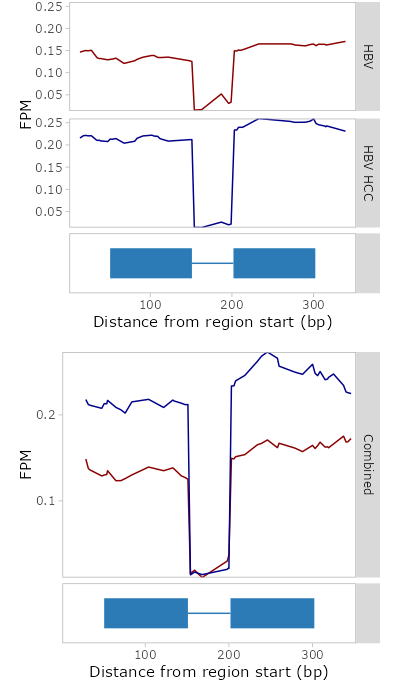 0.25
0.20
0.15
0.10
0.05
HBV
FPM
0.25
0.20
0.15
0.10
0.05
HBV HCC
100 200 300
Distance from region start (bp)
0.2
0.1
FPM
Combined
100 200 300
Distance from region start (bp)